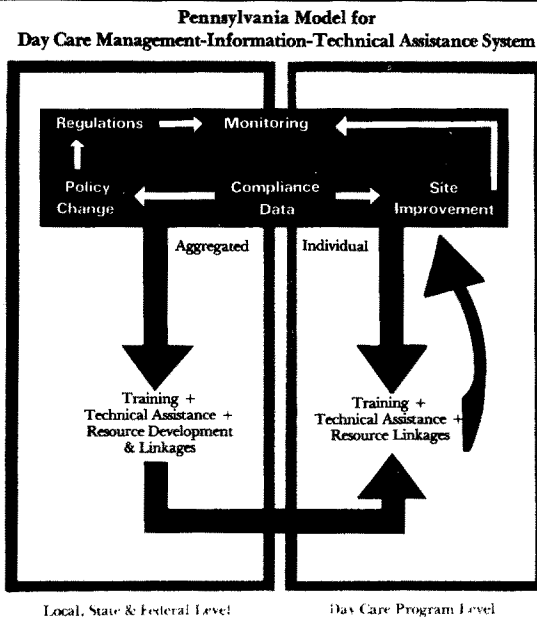 Pennsylvania Model for
Day Care Management-Information-Technical Assistance System
Regulations
Monitoring
Policy
Change
Compliance
Data
Site
Improvement
Aggregated
Individual
Training +
Technical Assistance +
Resource Development
& Linkages
Training +
Technical Assistance +
Resource Linkages
Local, State & Federal Level
Day Care Program Level